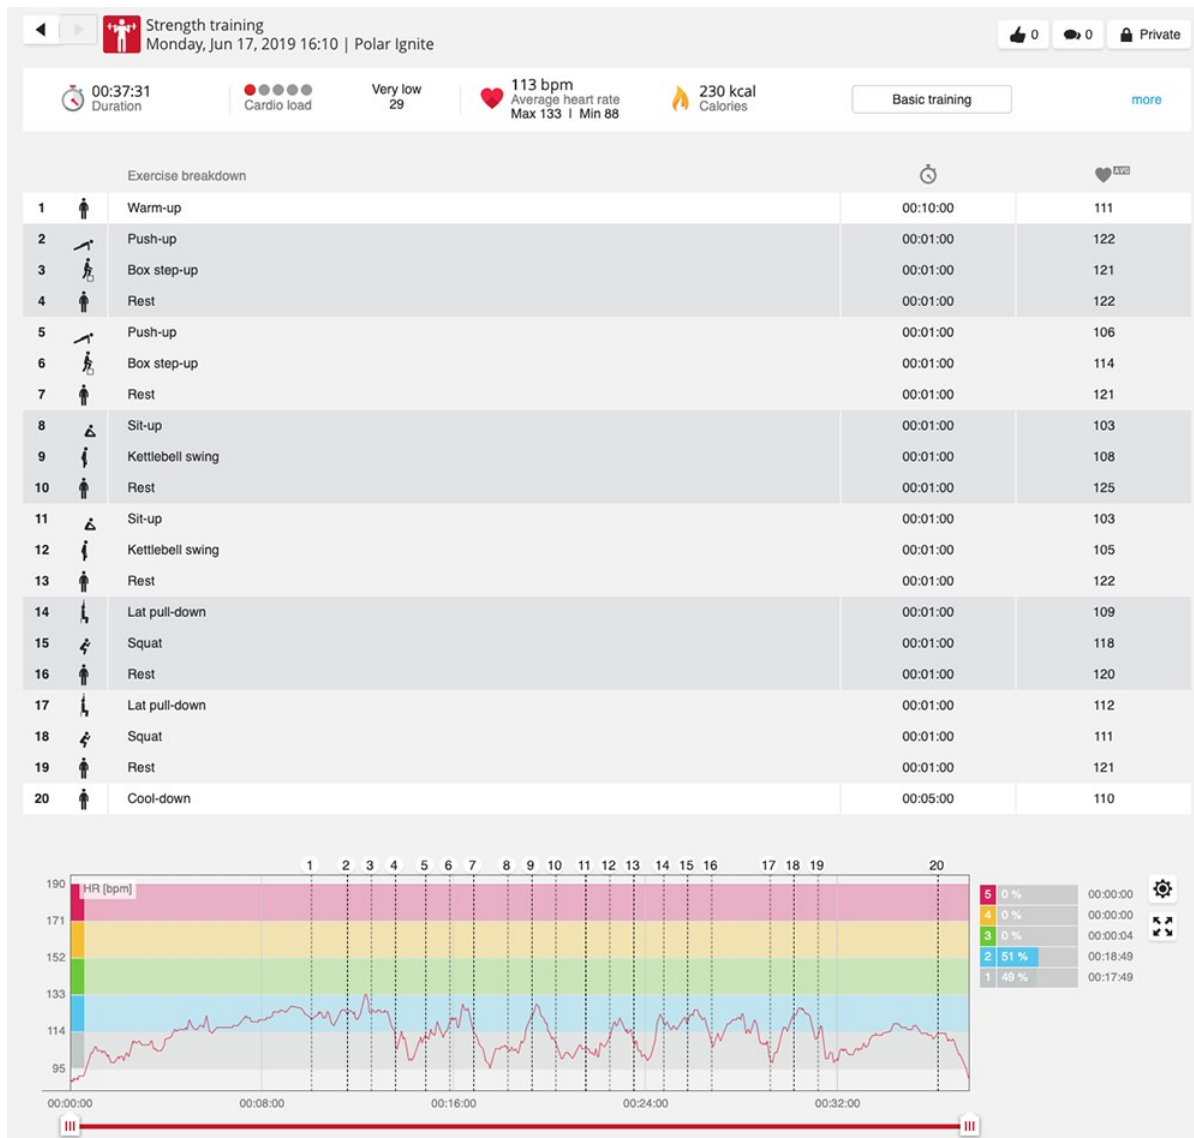 Strength training
Monday, Jun 17, 2019 16:10 | Polar Ignite
0 0 Private
00:37:31
Duration
Cardio load
Very low
29
113 bpm
Average heart rate
Max 133 | Min 88
230 kcal
Calories
Basic training
more
Exercise breakdown AVG
1 Warm-up 00:10:00 111
2 Push-up 00:01:00 122
3 Box step-up 00:01:00 121
4 Rest 00:01:00 122
5 Push-up 00:01:00 106
6 Box step-up 00:01:00 114
7 Rest 00:01:00 121
8 Sit-up 00:01:00 103
9 Kettlebell swing 00:01:00 108
10 Rest 00:01:00 125
11 Sit-up 00:01:00 103
12 Kettlebell swing 00:01:00 105
13 Rest 00:01:00 122
14 Lat pull-down 00:01:00 109
15 Squat 00:01:00 118
16 Rest 00:01:00 120
17 Lat pull-down 00:01:00 112
18 Squat 00:01:00 111
19 Rest 00:01:00 121
20 Cool-down 00:05:00 110
1 2 3 4 5 6 7 8 9 10 11 12 13 14 15 16 17 18 19 20
HR [bpm]
190
171
152
133
114
95
00:00:00 00:08:00 00:16:00 00:24:00 00:32:00
5 0 % 00:00:00
4 0 % 00:00:00
3 0 % 00:00:04
2 51 % 00:18:49
1 49 % 00:17:49